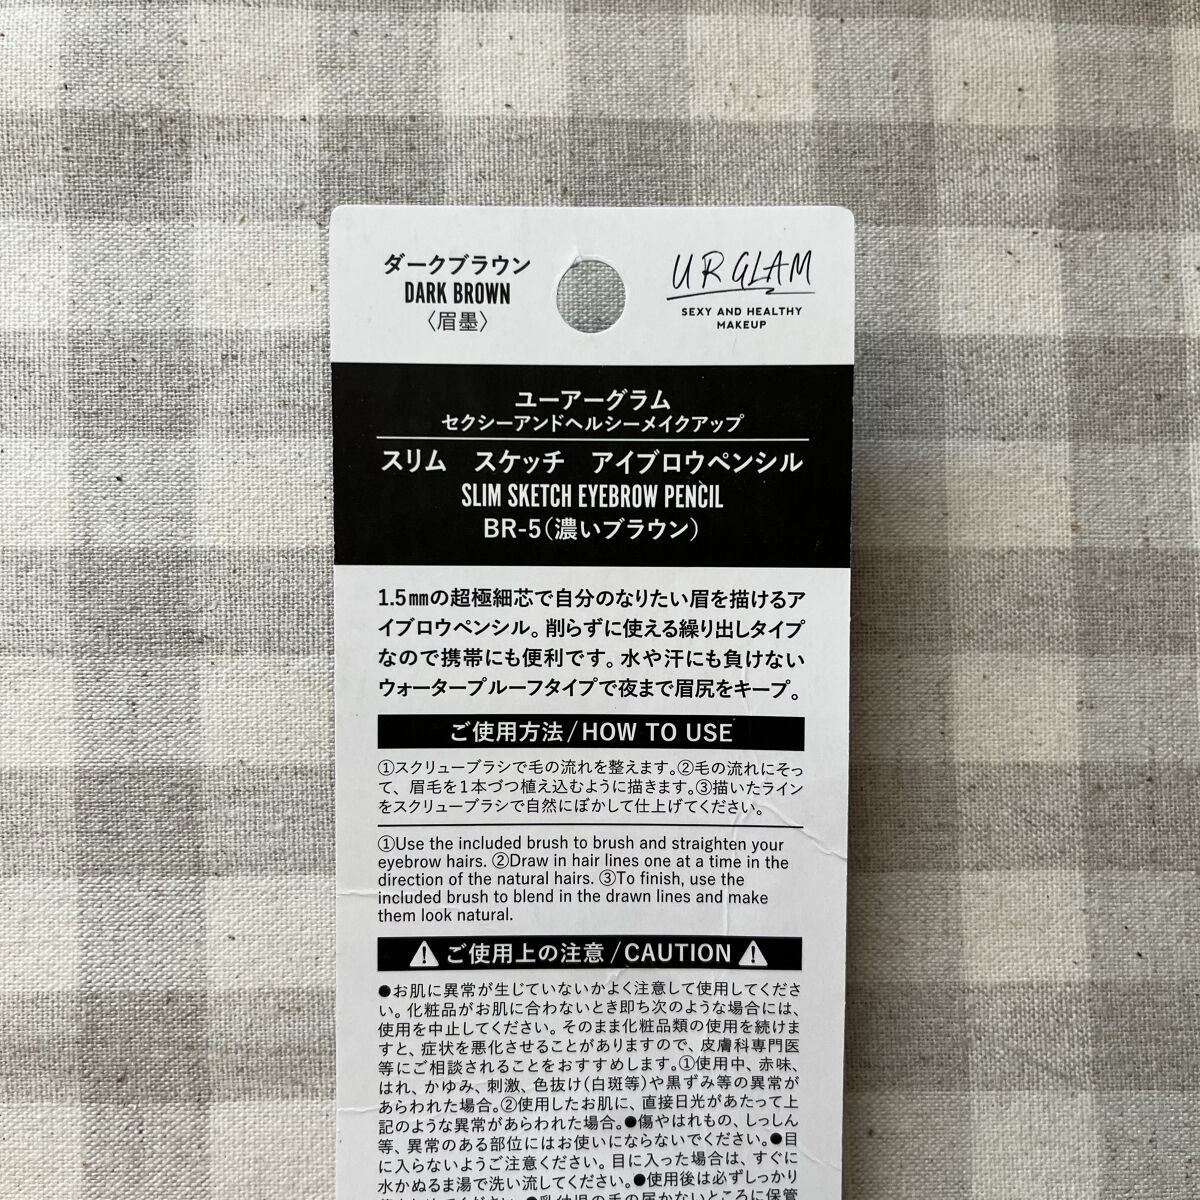 ダークブラウン
DARK BROWN
〈眉墨〉
UR GLAM
SEXY AND HEALTHY
MAKEUP
ユーアーグラム
セクシーアンドヘルシーメイクアップ
スリム　スケッチ　アイブロウペンシル
SLIM SKETCH EYEBROW PENCIL
BR-5（濃いブラウン）
1.5㎜の超極細芯で自分のなりたい眉を描けるア
イブロウペンシル。削らずに使える繰り出しタイプ
なので携帯にも便利です。水や汗にも負けない
ウォータープルーフタイプで夜まで眉尻をキープ。
ご使用方法/HOW TO USE
①スクリューブラシで毛の流れを整えます。②毛の流れにそっ
て、眉毛を1本づつ植え込むように描きます。③描いたライン
をスクリューブラシで自然にぼかして仕上げてください。
①Use the included brush to brush and straighten your
eyebrow hairs. ②Draw in hair lines one at a time in the
direction of the natural hairs. ③To finish, use the
included brush to blend in the drawn lines and make
them look natural.
ご使用上の注意/CAUTION
●お肌に異常が生じていないかよく注意して使用してくださ
い。化粧品がお肌に合わないとき即ち次のような場合には、
使用を中止してください。そのまま化粧品類の使用を続けま
すと、症状を悪化させることがありますので、皮膚科専門医
等にご相談されることをおすすめします。①使用中、赤味、
はれ、かゆみ、刺激、色抜け(白斑等)や黒ずみ等の異常が
あらわれた場合。②使用したお肌に、直接日光があたって上
記のような異常があらわれた場合。●傷やはれもの、しっしん
等、異常のある部位にはお使いにならないでください。●目
に入らないようご注意ください。目に入った場合は、すぐに
水かぬるま湯で洗い流してください。●使用後は必ずしっかり
●乳幼児の手の届かないところに保管